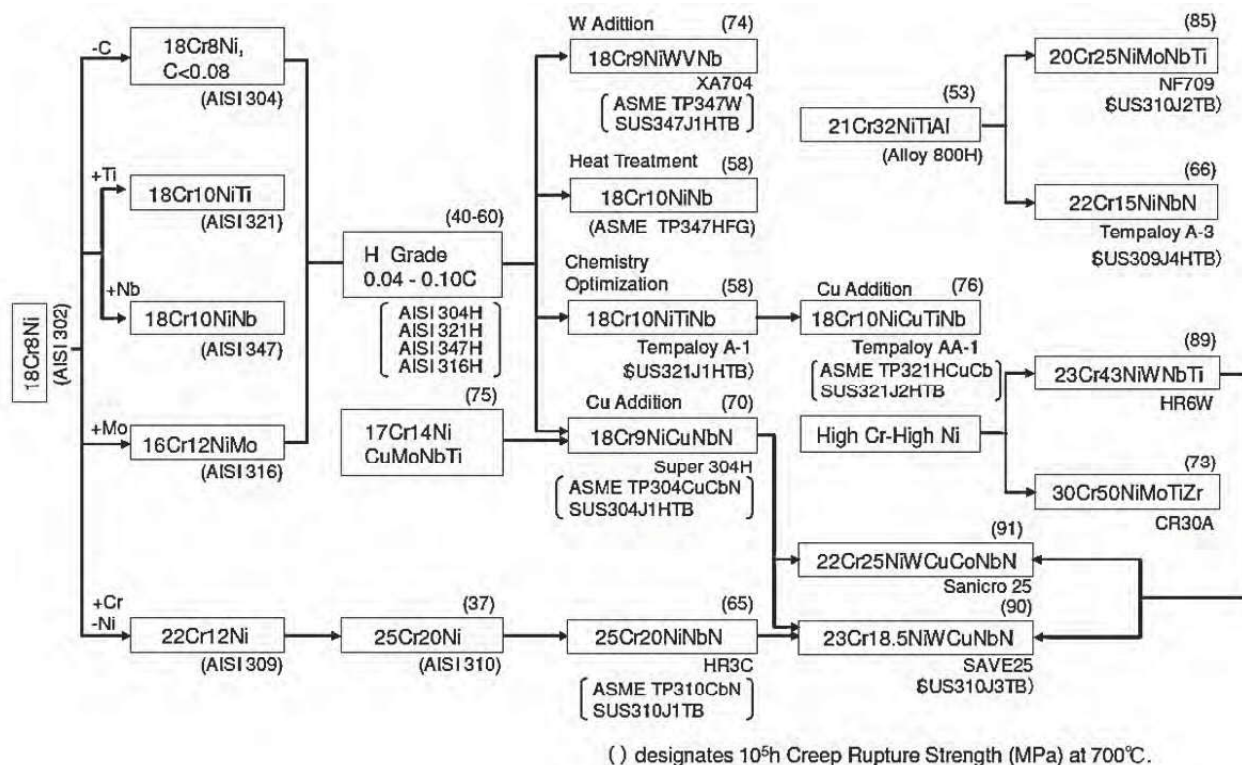 -C
18Cr8Ni,
C<0.08
(AISI 304)
+Ti
18Cr10NiTi
(AISI 321)
+Nb
18Cr10NiNb
(AISI 347)
18Cr8Ni
(AISI 302)
+Mo
16Cr12NiMo
(AISI 316)
+Cr
-Ni
22Cr12Ni
(AISI 309)
(40-60)
H Grade
0.04 - 0.10C
AISI 304H
AISI 321H
AISI 347H
AISI 316H
(75)
17Cr14Ni
CuMoNbTi
(37)
25Cr20Ni
(AISI 310)
W Adittion
(74)
18Cr9NiWVNb
XA704
ASME TP347W
SUS347J1HTB
Heat Treatment
(58)
18Cr10NiNb
(ASME TP347HFG)
Chemistry
Optimization
(58)
18Cr10NiTiNb
Tempaloy A-1
$US321J1HTB)
Cu Addition
(70)
18Cr9NiCuNbN
Super 304H
ASME TP304CuCbN
SUS304J1HTB
(65)
25Cr20NiNbN
HR3C
ASME TP310CbN
SUS310J1TB
(53)
21Cr32NiTiAl
(Alloy 800H)
Cu Addition
(76)
18Cr10NiCuTiNb
Tempaloy AA-1
ASME TP321HCuCb
SUS321J2HTB
High Cr-High Ni
(91)
22Cr25NiWCuCoNbN
Sanicro 25
(90)
23Cr18.5NiWCuNbN
SAVE25
$US310J3TB)
(85)
20Cr25NiMoNbTi
NF709
$US310J2TB)
(66)
22Cr15NiNbN
Tempaloy A-3
$US309J4HTB)
(89)
23Cr43NiWNbTi
HR6W
(73)
30Cr50NiMoTiZr
CR30A
( ) designates 10⁵h Creep Rupture Strength (MPa) at 700℃.